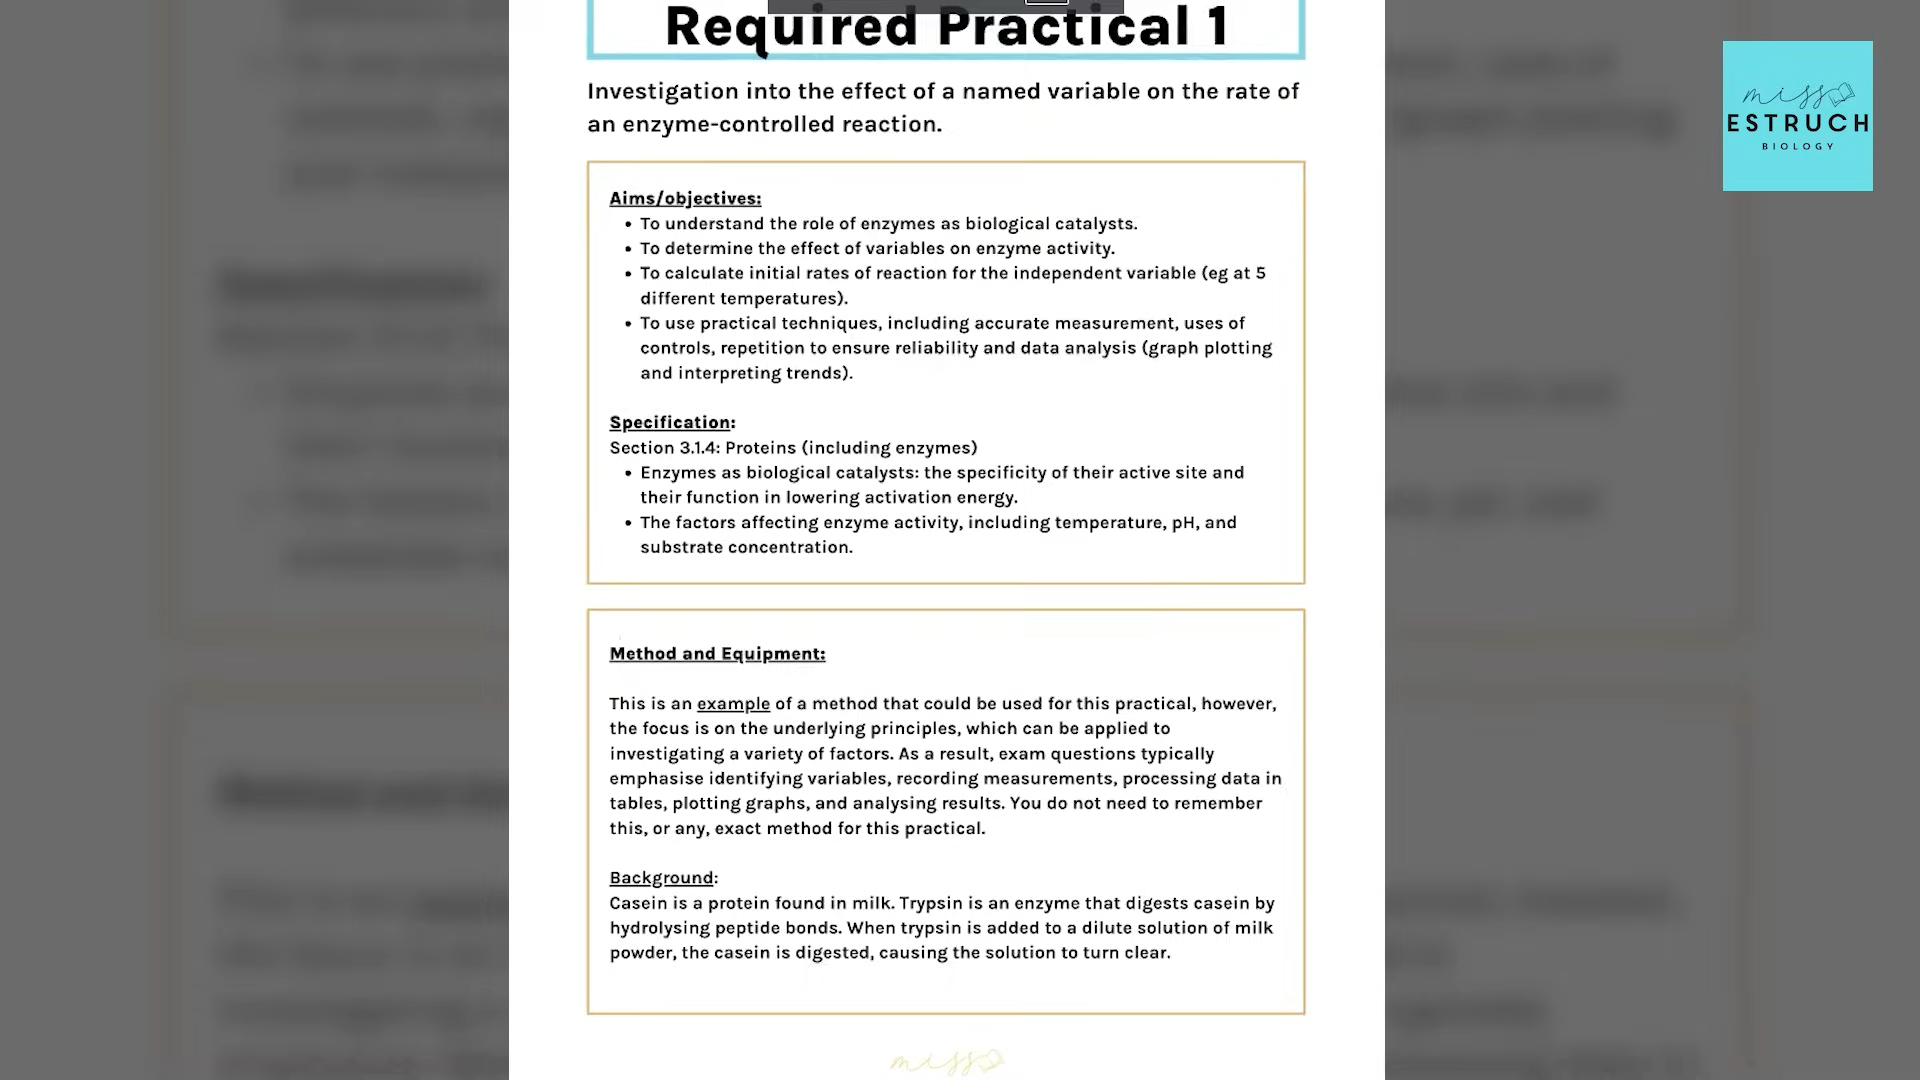 Required Practical 1
Investigation into the effect of a named variable on the rate of
an enzyme-controlled reaction.
Aims/objectives:
• To understand the role of enzymes as biological catalysts.
• To determine the effect of variables on enzyme activity.
• To calculate initial rates of reaction for the independent variable (eg at 5
different temperatures).
• To use practical techniques, including accurate measurement, uses of
controls, repetition to ensure reliability and data analysis (graph plotting
and interpreting trends).
Specification:
Section 3.1.4: Proteins (including enzymes)
• Enzymes as biological catalysts: the specificity of their active site and
their function in lowering activation energy.
• The factors affecting enzyme activity, including temperature, pH, and
substrate concentration.
Method and Equipment:
This is an example of a method that could be used for this practical, however,
the focus is on the underlying principles, which can be applied to
investigating a variety of factors. As a result, exam questions typically
emphasise identifying variables, recording measurements, processing data in
tables, plotting graphs, and analysing results. You do not need to remember
this, or any, exact method for this practical.
Background:
Casein is a protein found in milk. Trypsin is an enzyme that digests casein by
hydrolysing peptide bonds. When trypsin is added to a dilute solution of milk
powder, the casein is digested, causing the solution to turn clear.
miss
miss
ESTRUCH
BIOLOGY